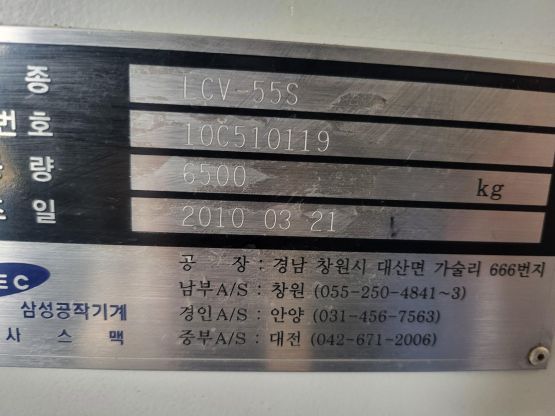 종 LCV-55S
번호 10C510119
량 6500 kg
일 2010 03 21
공 장 : 경남 창원시 대산면 가술리 666번지
EC 남부A/S : 창원 (055-250-4841~3)
삼성공작기계 경인A/S : 안양 (031-456-7563)
사 스 맥 중부A/S : 대전 (042-671-2006)